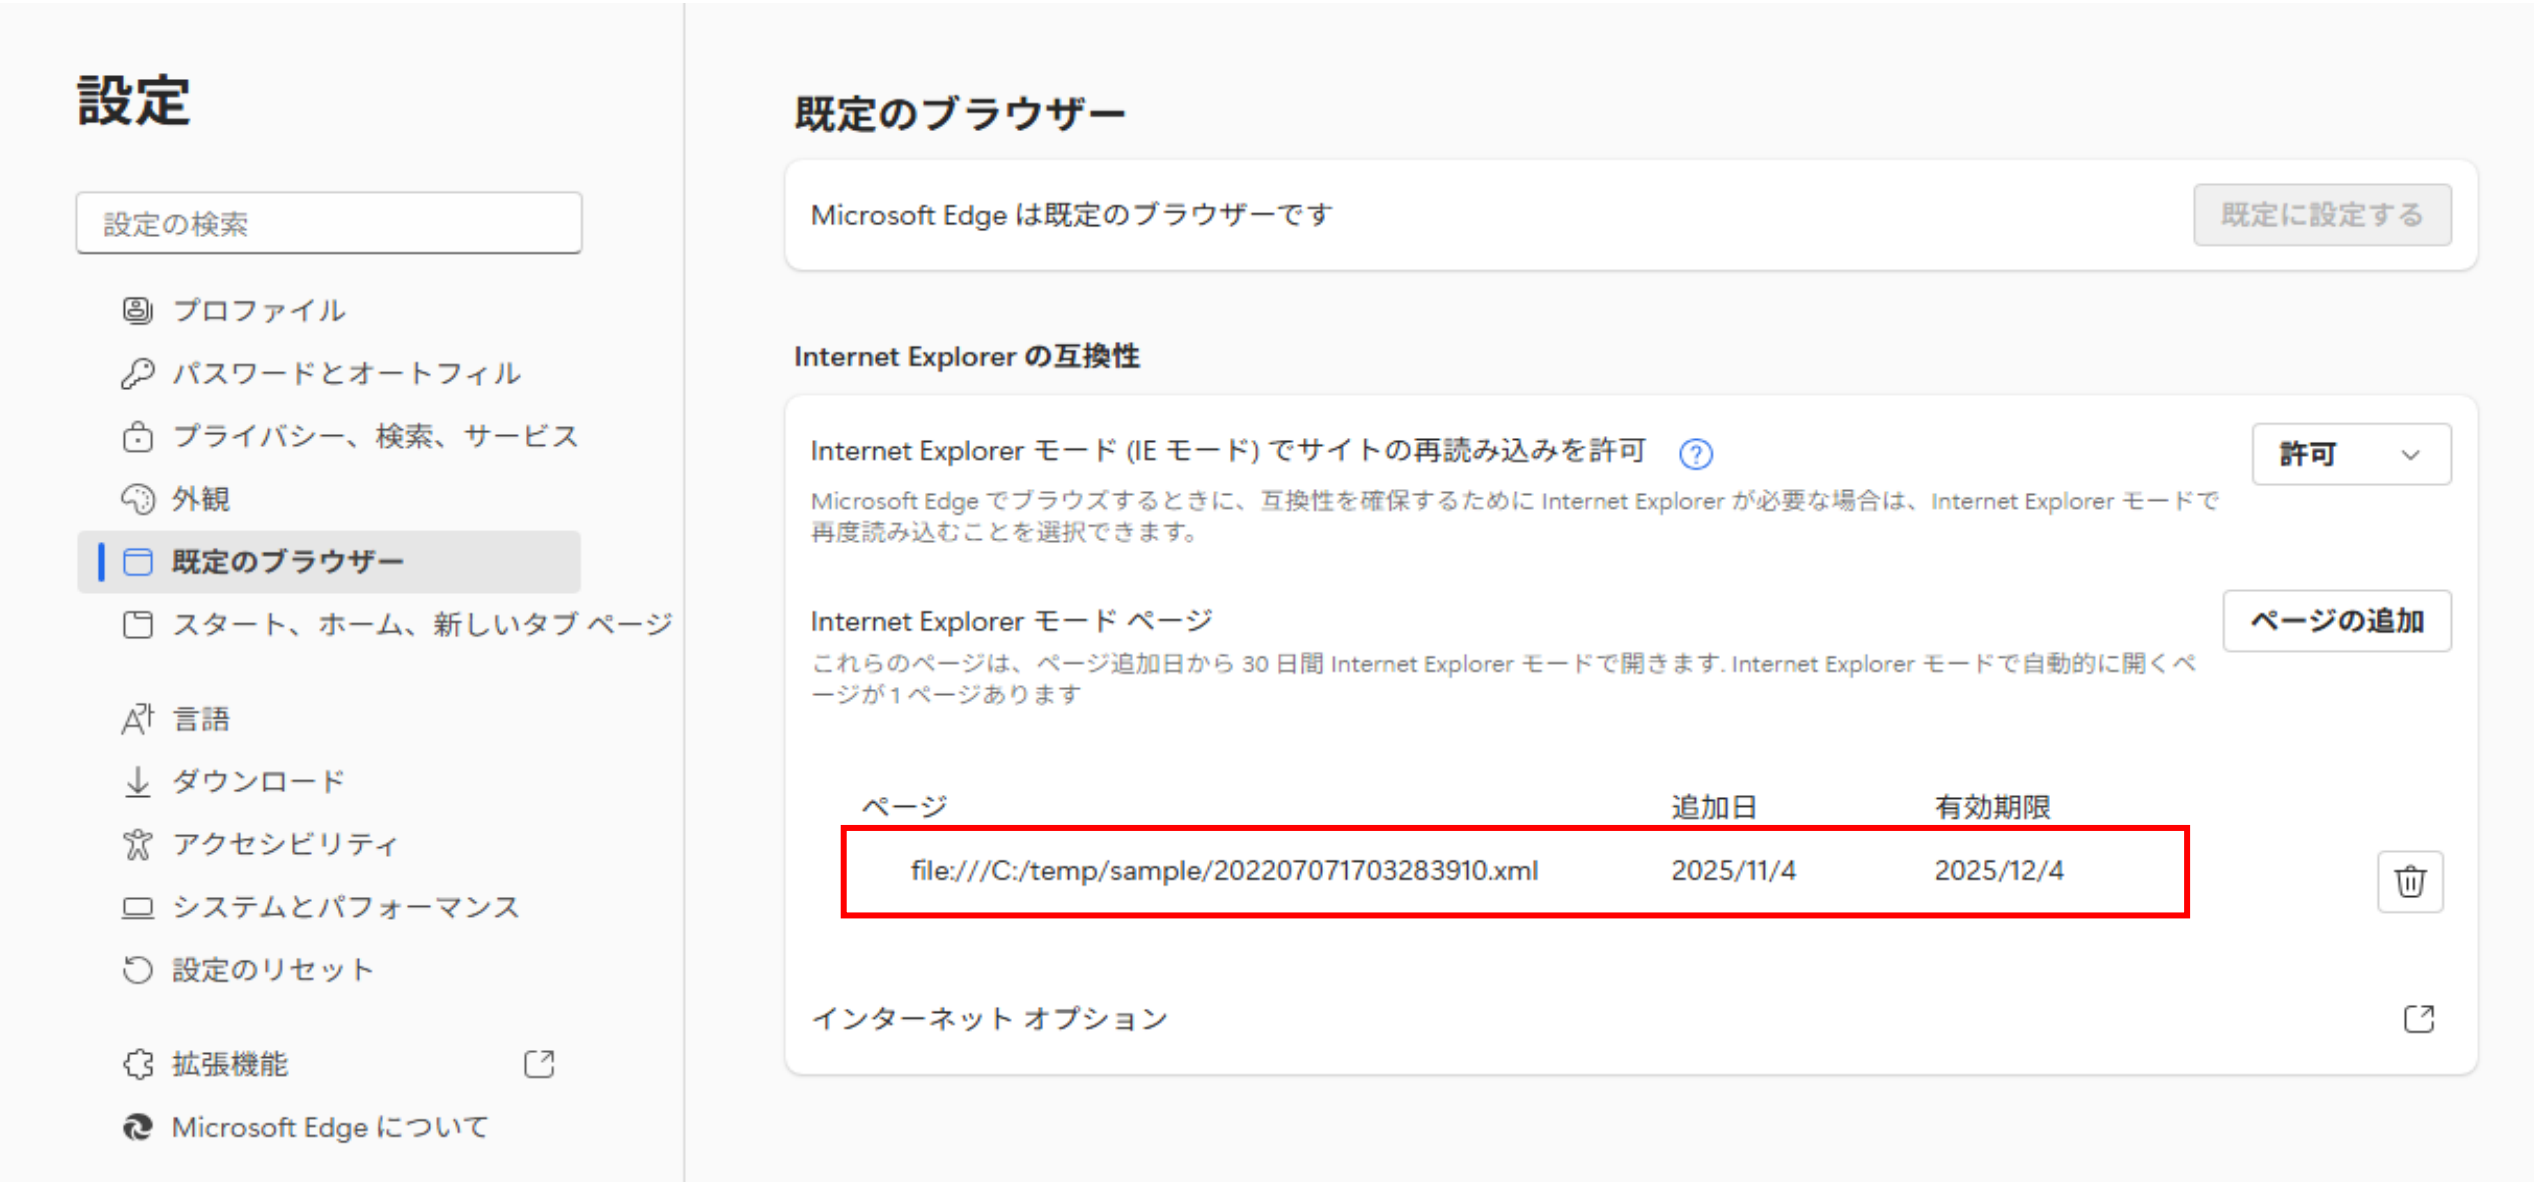 設定
設定の検索
プロファイル
パスワードとオートフィル
プライバシー、検索、サービス
外観
既定のブラウザー
スタート、ホーム、新しいタブ ページ
言語
ダウンロード
アクセシビリティ
システムとパフォーマンス
設定のリセット
拡張機能
Microsoft Edge について
既定のブラウザー
Microsoft Edge は既定のブラウザーです
既定に設定する
Internet Explorer の互換性
Internet Explorer モード (IE モード) でサイトの再読み込みを許可
許可
Microsoft Edge でブラウズするときに、互換性を確保するために Internet Explorer が必要な場合は、Internet Explorer モードで
再度読み込むことを選択できます。
Internet Explorer モード ページ
ページの追加
これらのページは、ページ追加日から 30 日間 Internet Explorer モードで開きます. Internet Explorer モードで自動的に開くペ
ージが 1 ページあります
ページ 追加日 有効期限
file:///C:/temp/sample/202207071703283910.xml 2025/11/4 2025/12/4
インターネット オプション